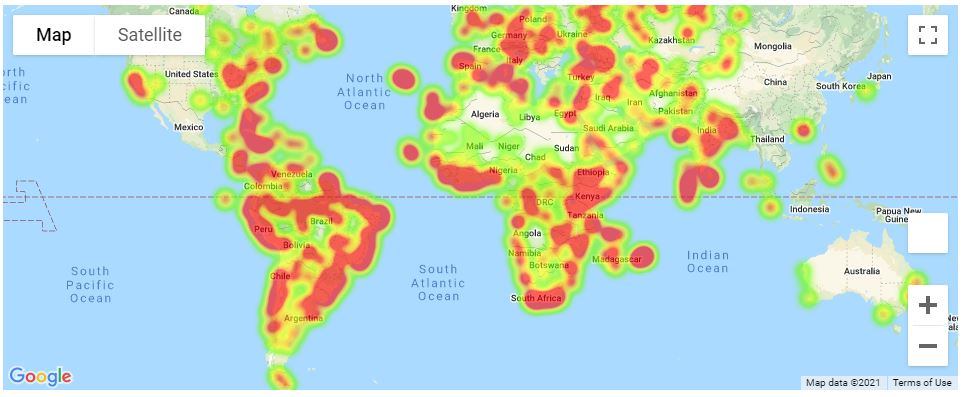 Map
Satellite
Canada
Kingdom
Poland
Germany
Ukraine
Kazakhstan
Mongolia
France
Italy
Spain
Turkey
United States
North
Atlantic
Ocean
orth
cific
ean
China
Japan
South Korea
Afghanistan
Iraq
Iran
Pakistan
Algeria
Libya
Egypt
Saudi Arabia
India
Mexico
Mali
Niger
Chad
Sudan
Thailand
Venezuela
Colombia
Nigeria
Ethiopia
Kenya
DRC
Tanzania
Indonesia
Papua New
Guinea
Peru
Brazil
Bolivia
Angola
Namibia
Botswana
Madagascar
Indian
Ocean
South
Pacific
Ocean
South
Atlantic
Ocean
Chile
Argentina
South Africa
Australia
Google
Map data ©2021
Terms of Use